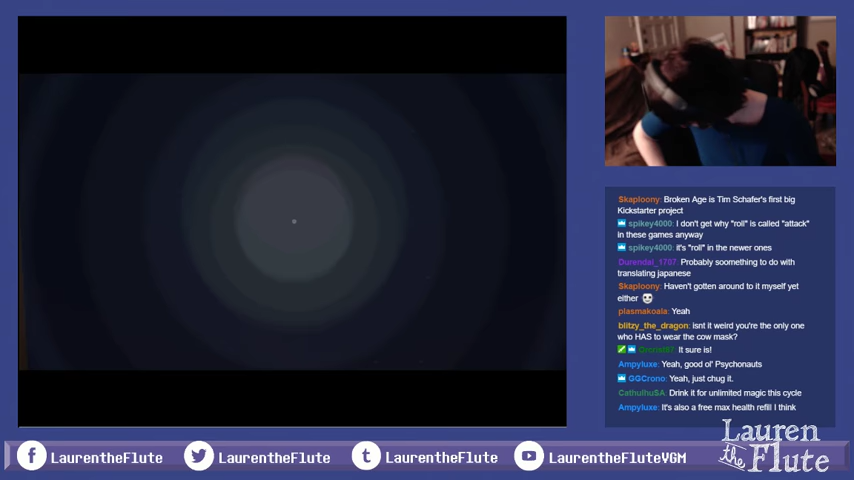 Skaploony: Broken Age is Tim Schafer's first big
Kickstarter project
spikey4000: I don't get why "roll" is called "attack"
in these games anyway
spikey4000: it's "roll" in the newer ones
Durendal_1707: Probably soomething to do with
translating japanese
Skaploony: Haven't gotten around to it myself yet
either
plasmakoala: Yeah
blitzy_the_dragon: isnt it weird you're the only one
who HAS to wear the cow mask?
It sure is!
Ampyluxe: Yeah, good ol' Psychonauts
GGCrono: Yeah, just chug it.
CathulhuSA: Drink it for unlimited magic this cycle
Ampyluxe: It's also a free max health refill I think
Lauren
the Flute
LaurentheFlute
LaurentheFlute
LaurentheFlute
LaurentheFluteVGM